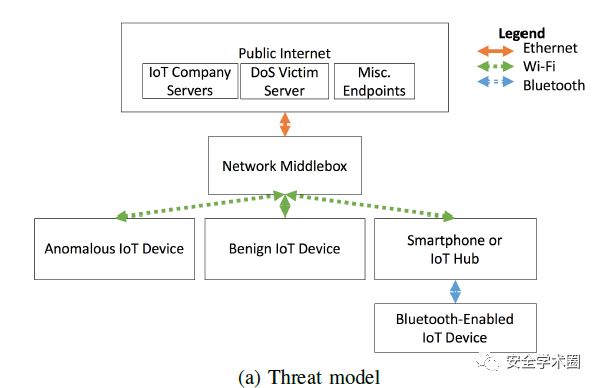 Public Internet
IoT Company
Servers
DoS Victim
Server
Misc.
Endpoints
Legend
Ethernet
Wi-Fi
Bluetooth
Network Middlebox
Anomalous IoT Device
Benign IoT Device
Smartphone or
IoT Hub
Bluetooth-Enabled
IoT Device
安全学术圈
(a) Threat model